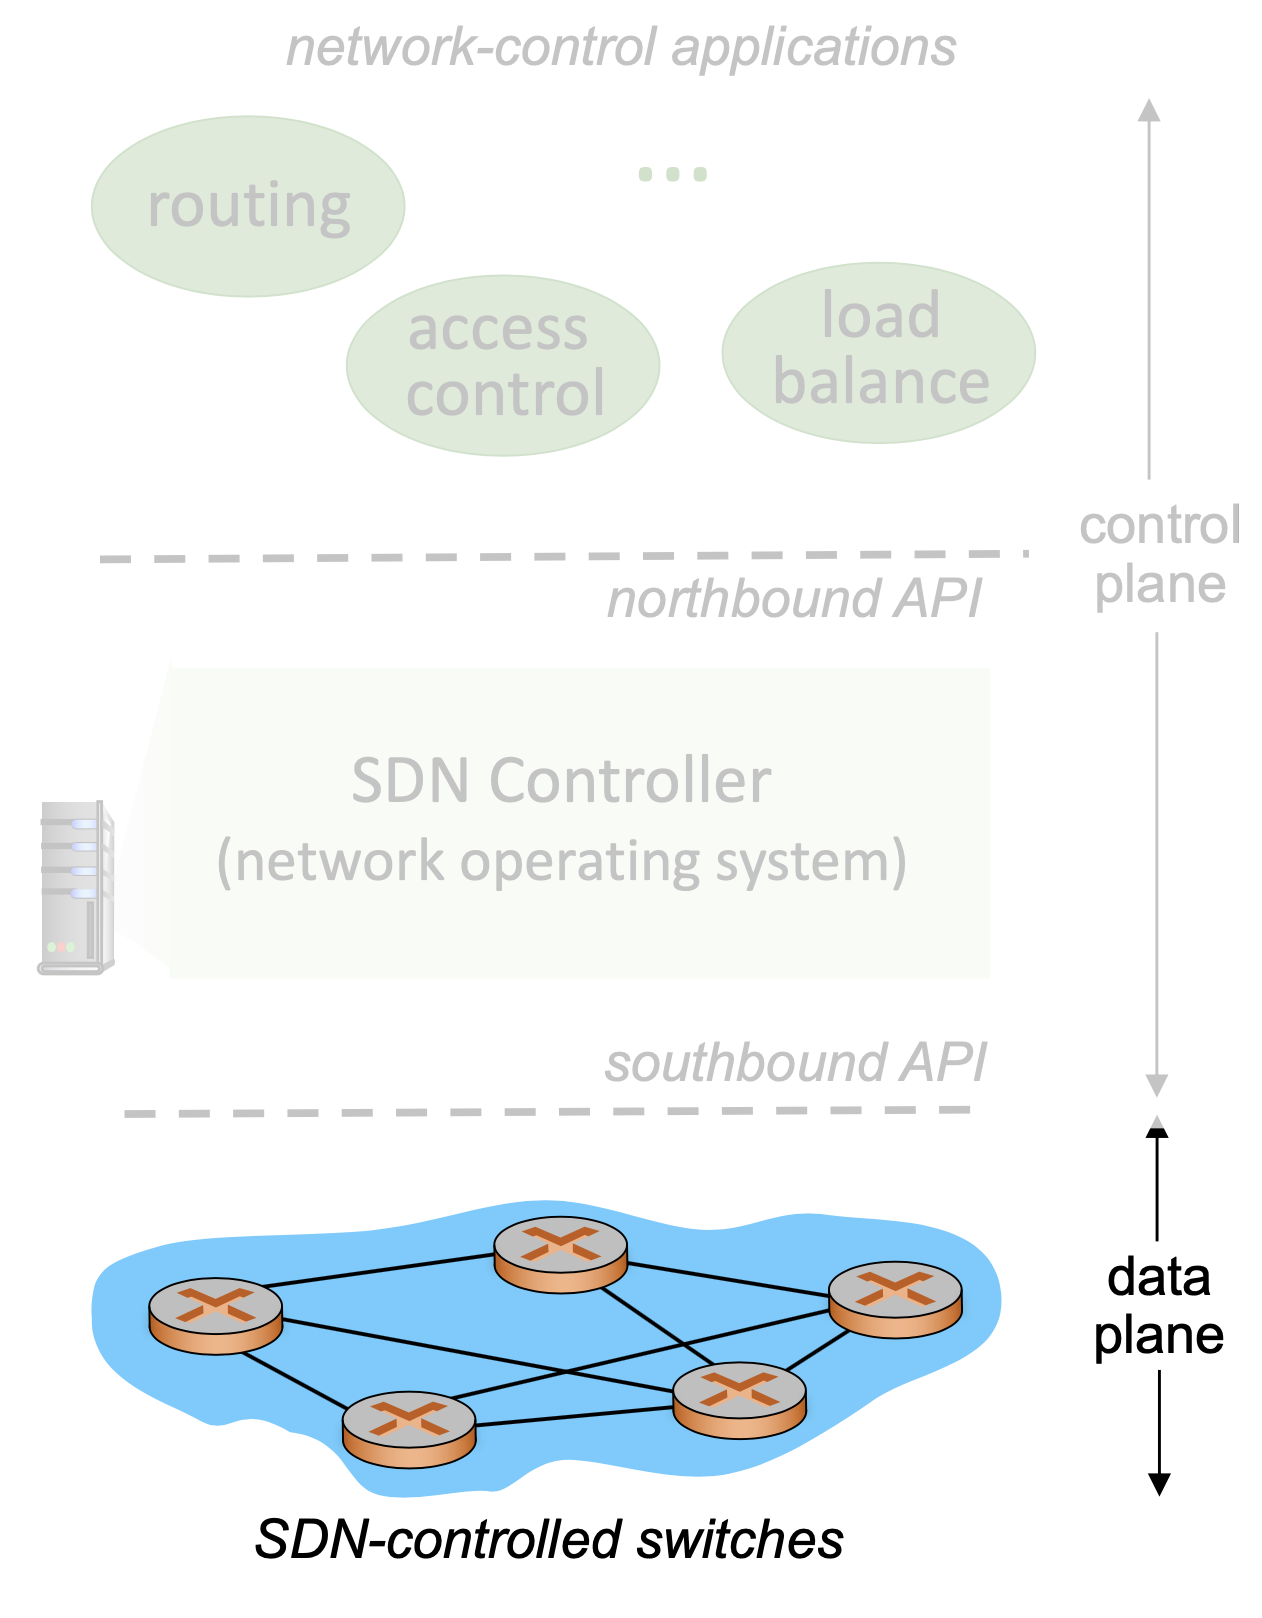 network-control applications
routing
...
access
control
load
balance
control
plane
northbound API
SDN Controller
(network operating system)
southbound API
data
plane
SDN-controlled switches